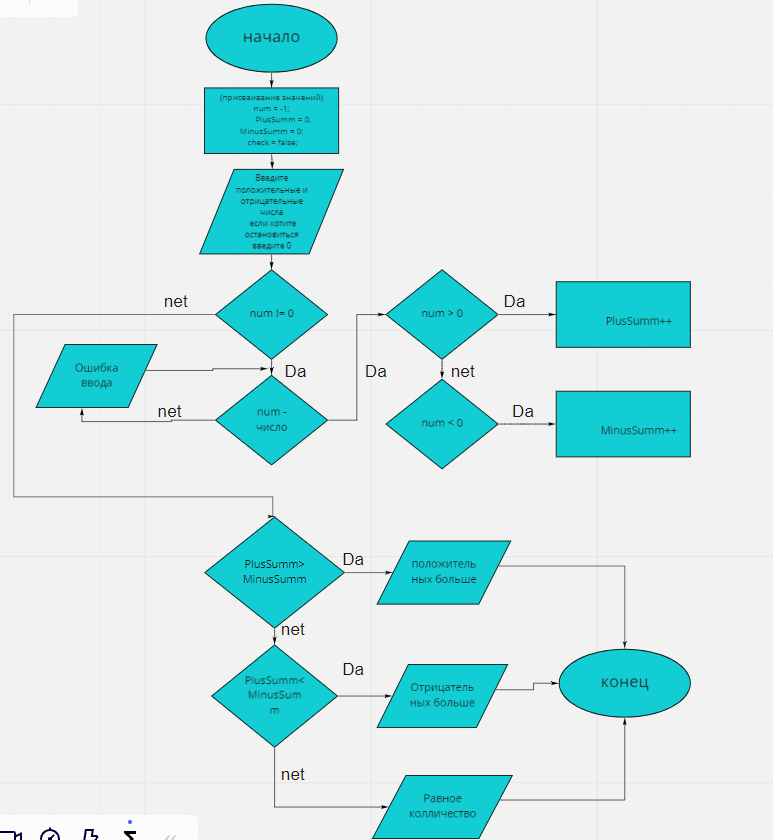 начало
(присваивание значений)
num = -1;
PlusSumm = 0,
MinusSumm = 0;
check = false;
Введите
положительные и
отрицательные
числа
если хотите
остановиться
введите 0
num != 0
net
Da
num > 0
Da
PlusSumm++
Ошибка
ввода
net
num -
число
Da
net
num < 0
Da
MinusSumm++
PlusSumm>
MinusSumm
Da
положитель
ных больше
net
PlusSumm<
MinusSum
m
Da
Отрицатель
ных больше
конец
net
Равное
колличество